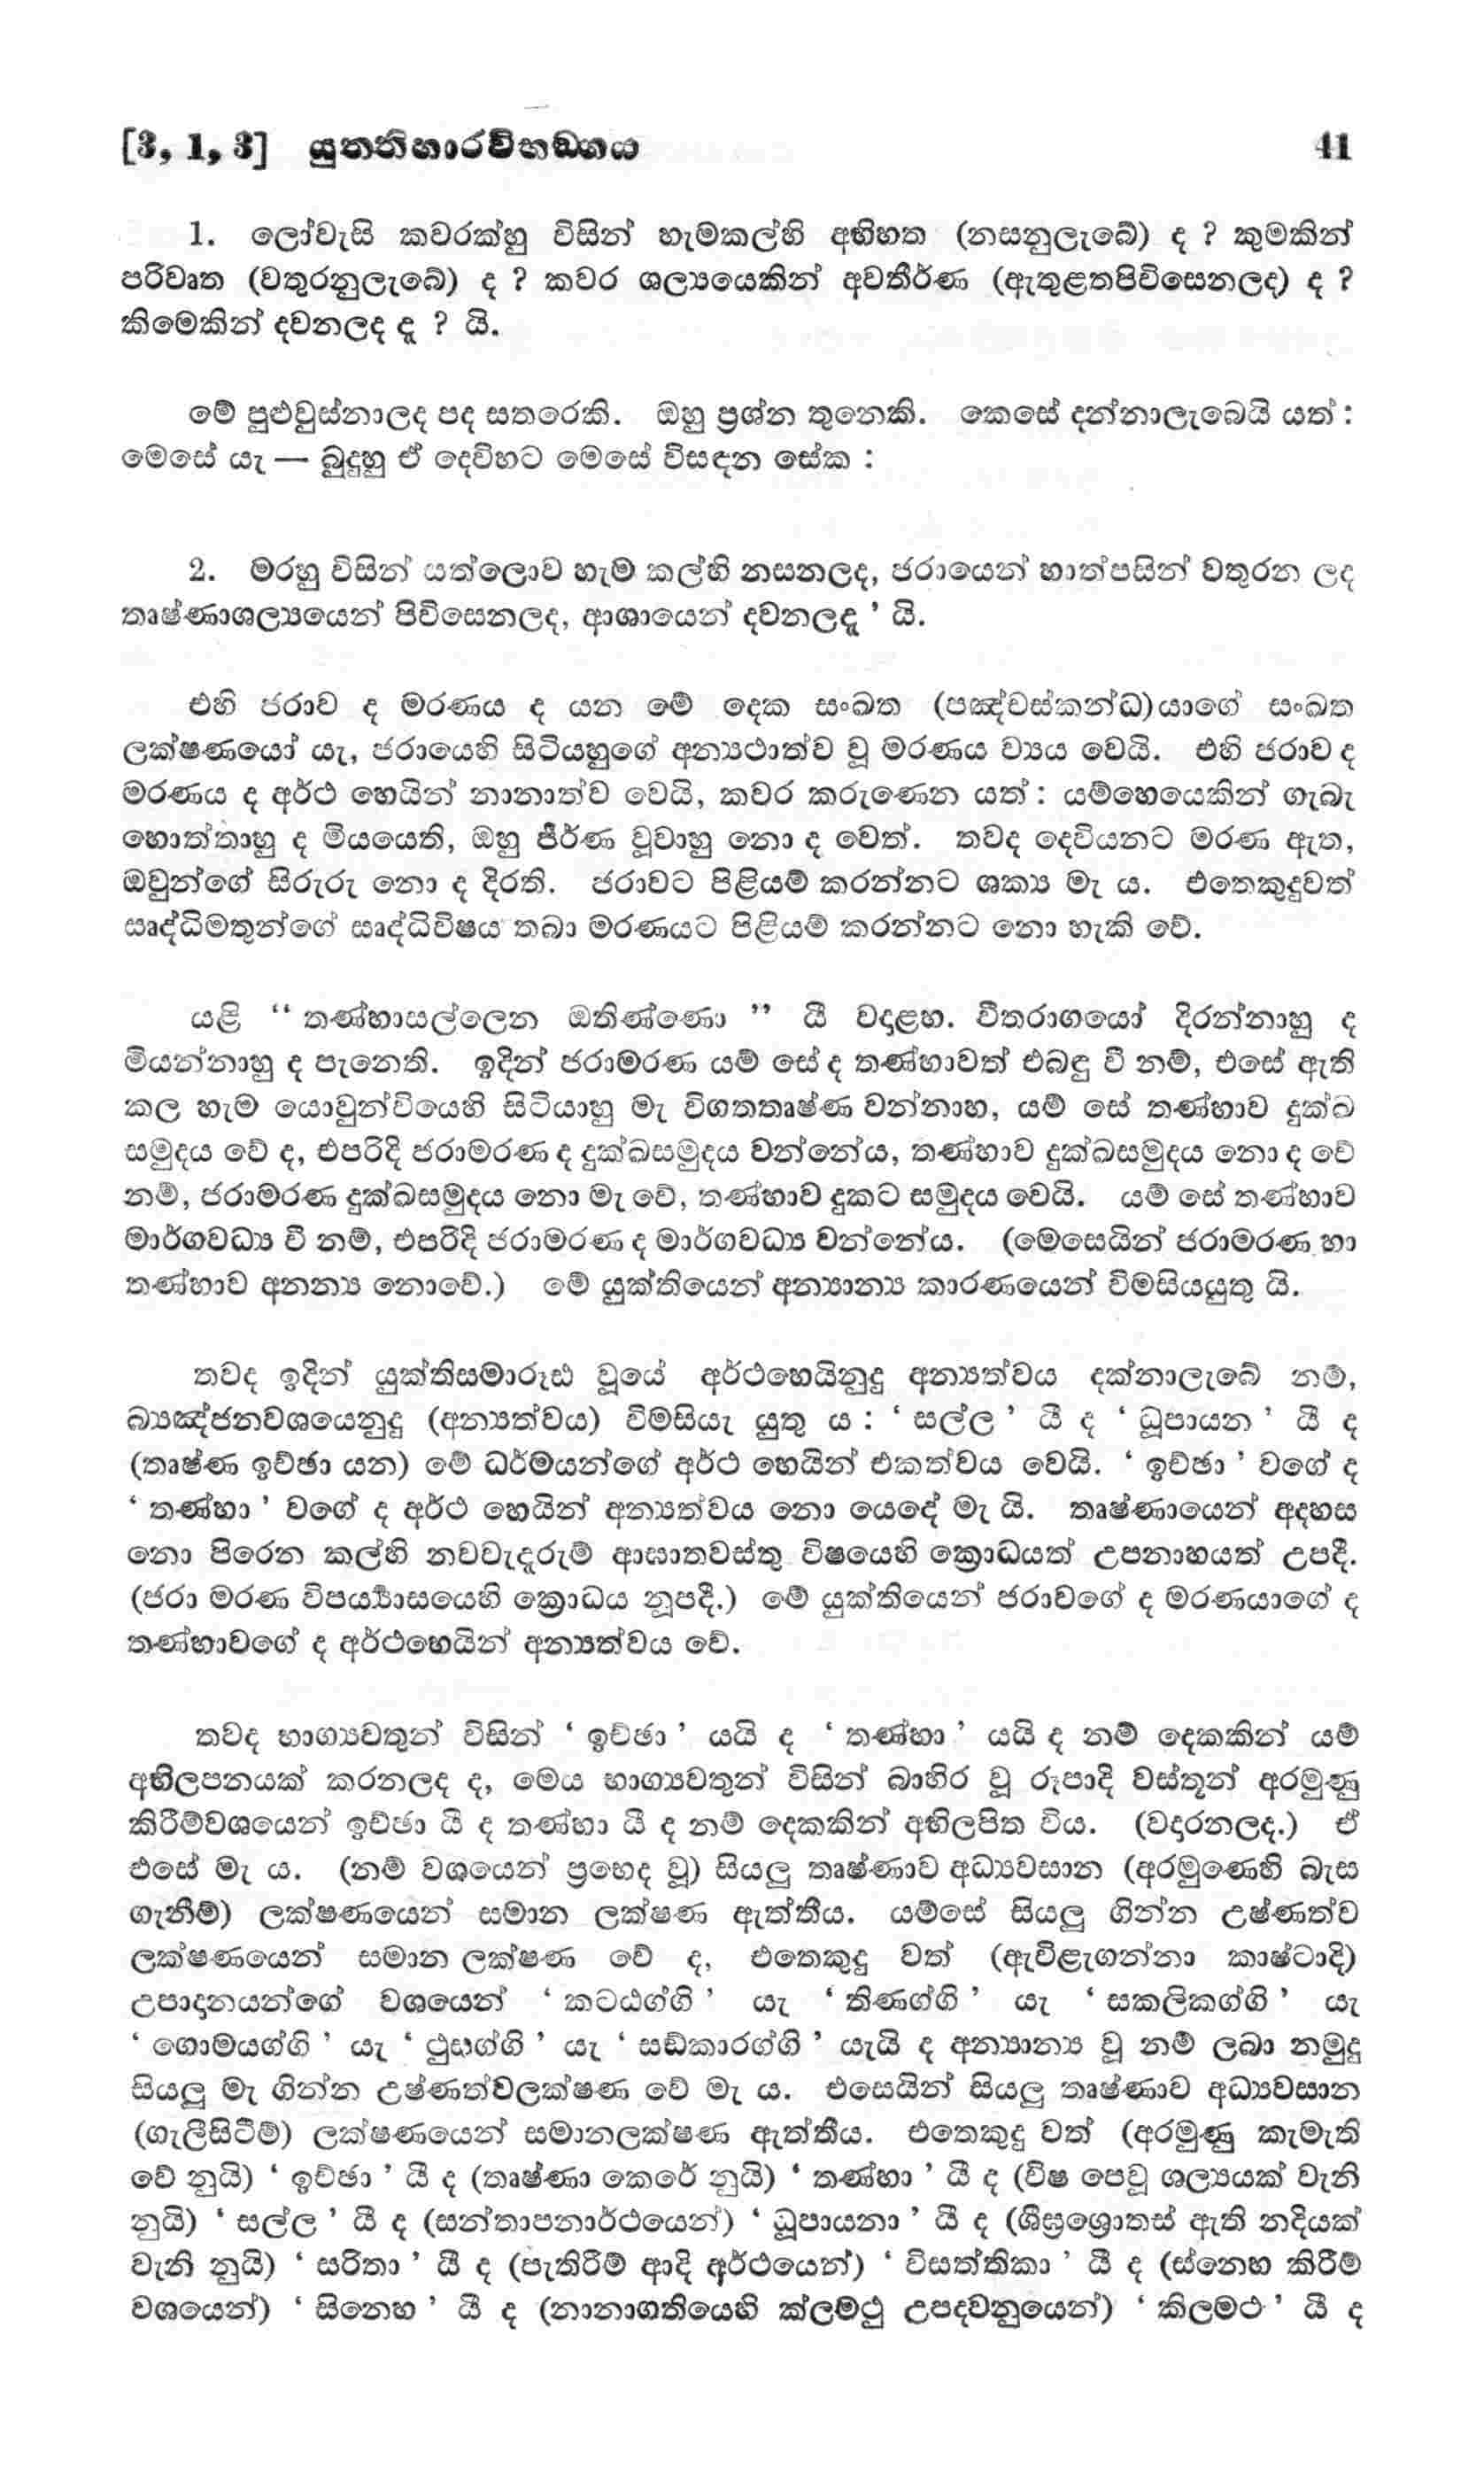 [3, 1, 3] යුත‍තිහාරවිභඞ‍ගය 41
1. ලෝවැසි කවරක්හු විසින් හැමකල්හි අභිහත (නසනුලැබේ) ද ? කුමකින්
පරිවෘත (වතුරනුලැබේ) ද ? කවර ශල්‍යයෙකින් අවතීර්ණ (ඇතුළතපිවිසෙනලද) ද ?
කිමෙකින් දවනලද ද ? යි.
මේ පුළුවුස්නාලද පද සතරෙකි. ඔහු ප්‍රශ්න තුනෙකි. කෙසේ දන්නාලැබෙයි යත් :
මෙසේ යැ — බුදුහු ඒ දෙවිහට මෙසේ විසඳන සේක :
2. මරහු විසින් සත්ලොව හැම කල්හි නසනලද, ජරායෙන් හාත්පසින් වතුරන ලද
තෘෂ්ණාශල්‍යයෙන් පිවිසෙනලද, ආශායෙන් දවනලදැ ’ යි.
එහි ජරාව ද මරණය ද යන මේ දෙක සංඛත (පඤ්චස්කන්ධ)යාගේ සංඛත
ලක්ෂණයෝ යැ, ජරායෙහි සිටියහුගේ අන්‍යථාත්ව වූ මරණය ව්‍යය වෙයි. එහි ජරාව ද
මරණය ද අර්ථ හෙයින් නානාත්ව වෙයි, කවර කරුණෙන යත් : යම්හෙයෙකින් ගැබැ
හොත්තාහු ද මියයෙති, ඔහු ජීර්ණ වූවාහු නො ද වෙත්. තවද දෙවියනට මරණ ඇත,
ඔවුන්ගේ සිරුරු නො ද දිරති. ජරාවට පිළියම් කරන්නට ශක්‍ය මැ ය. එතෙකුදුවත්
සෘද්ධිමතුන්ගේ සෘද්ධිවිෂය තබා මරණයට පිළියම් කරන්නට නො හැකි වේ.
යළි “ තණ්හාසල්ලෙන ඔතිණ්ණො ” යී වදාළහ. වීතරාගයෝ දිරන්නාහු ද
මියන්නාහු ද පැනෙති. ඉදින් ජරාමරණ යම් සේ ද තණ්හාවත් එබඳු වී නම්, එසේ ඇති
කල හැම යොවුන්වියෙහි සිටියාහු මැ විගතතෘෂ්ණ වන්නාහ, යම් සේ තණ්හාව දුක්ඛ
සමුදය වේ ද, එපරිදි ජරාමරණ ද දුක්ඛසමුදය වන්නේය, තණ්හාව දුක්ඛසමුදය නො ද වේ
නම්, ජරාමරණ දුක්ඛසමුදය නො මැ වේ, තණ්හාව දුකට සමුදය වෙයි. යම් සේ තණ්හාව
මාර්ගවධ්‍ය වී නම්, එපරිදි ජරාමරණ ද මාර්ගවධ්‍ය වන්නේය. (මෙසෙයින් ජරාමරණ හා
තණ්හාව අනන්‍ය නොවේ.) මේ යුක්තියෙන් අන්‍යාන්‍ය කාරණයෙන් විමසියයුතු යි.
තවද ඉදින් යුක්තිසමාරූඪ වූයේ අර්ථහෙයිනුදු අන්‍යත්වය දක්නාලැබේ නම්,
ව්‍යඤ්ජනවශයෙනුදු (අන්‍යත්වය) විමසියැ යුතු ය : ‘ සල්ල ’ යී ද ‘ ධූපායන ’ යී ද
(තෘෂ්ණ ඉච්ඡා යන) මේ ධර්මයන්ගේ අර්ථ හෙයින් එකත්වය වෙයි. ‘ ඉච්ඡා ’ වගේ ද
‘ තණ්හා ’ වගේ ද අර්ථ හෙයින් අන්‍යත්වය නො යෙදේ මැ යි. තෘෂ්ණායෙන් අදහස
නො පිරෙන කල්හි නවවැදෑරුම් ආඝාතවස්තු විෂයෙහි ක්‍රොධයත් උපනාහයත් උපදී.
(ජරා මරණ විපර්‍ය්‍යාසයෙහි ක්‍රොධය නූපදී.) මේ යුක්තියෙන් ජරාවගේ ද මරණයාගේ ද
තණ්හාවගේ ද අර්ථහෙයින් අන්‍යත්වය වේ.
තවද භාග්‍යවතුන් විසින් ‘ ඉච්ඡා ’ යයි ද ‘ තණ්හා ’ යයි ද නම් දෙකකින් යම්
අභිලපනයක් කරනලද ද, මෙය භාග්‍යවතුන් විසින් බාහිර වූ රූපාදි වස්තූන් අරමුණු
කිරීම්වශයෙන් ඉච්ඡා යී ද තණ්හා යී ද නම් දෙකකින් අභිලපිත විය. (වදාරනලද.) ඒ
එසේ මැ ය. (නම් වශයෙන් ප්‍රභෙද වූ) සියලු තෘෂ්ණාව අධ්‍යවසාන (අරමුණෙහි බැස
ගැනීම්) ලක්ෂණයෙන් සමාන ලක්ෂණ ඇත්තීය. යම්සේ සියලු ගින්න උෂ්ණත්ව
ලක්ෂණයෙන් සමාන ලක්ෂණ වේ ද, එතෙකුදු වත් (ඇවිළැගන්නා කාෂ්ටාදි)
උපාදානයන්ගේ වශයෙන් ‘ කටඨග්ගි ’ යැ ‘ තිණග්ගි ’ යැ ‘ සකලිකග්ගි ’ යැ
‘ ගොමයග්ගි ’ යැ ‘ ථුසග්ගි ’ යැ ‘ සඞ්කාරග්ගි ’ යැයි ද අන්‍යාන්‍ය වූ නම් ලබා නමුදු
සියලු මැ ගින්න උෂ්ණත්වලක්ෂණ වේ මැ ය. එසෙයින් සියලු තෘෂ්ණාව අධ්‍යවසාන
(ගැලීසිටීම්) ලක්ෂණයෙන් සමානලක්ෂණ ඇත්තීය. එතෙකුදු වත් (අරමුණු කැමැති
වේ නුයි) ‘ ඉච්ඡා ’ යී ද (තෘෂ්ණා කෙරේ නුයි) ‘ තණ්හා ’ යී ද (විෂ පෙවූ ශල්‍යයක් වැනි
නුයි) ‘ සල්ල ’ යී ද (සන්තාපනාර්ථයෙන්) ‘ ධූපායනා ’ යී ද (ශීඝ්‍රශ්‍රොතස් ඇති නදියක්
වැනි නුයි) ‘ සරිතා ’ යී ද (පැතිරීම් ආදි අර්ථයෙන්) ‘ විසත්තිකා ’ යී ද (ස්නෙහ කිරීම්
වශයෙන්) ‘ සිනෙහ ’ යී ද (නානාගතියෙහි ක්ලමථු උපදවනුයෙන්) ‘ කිලමථ ’ යී ද